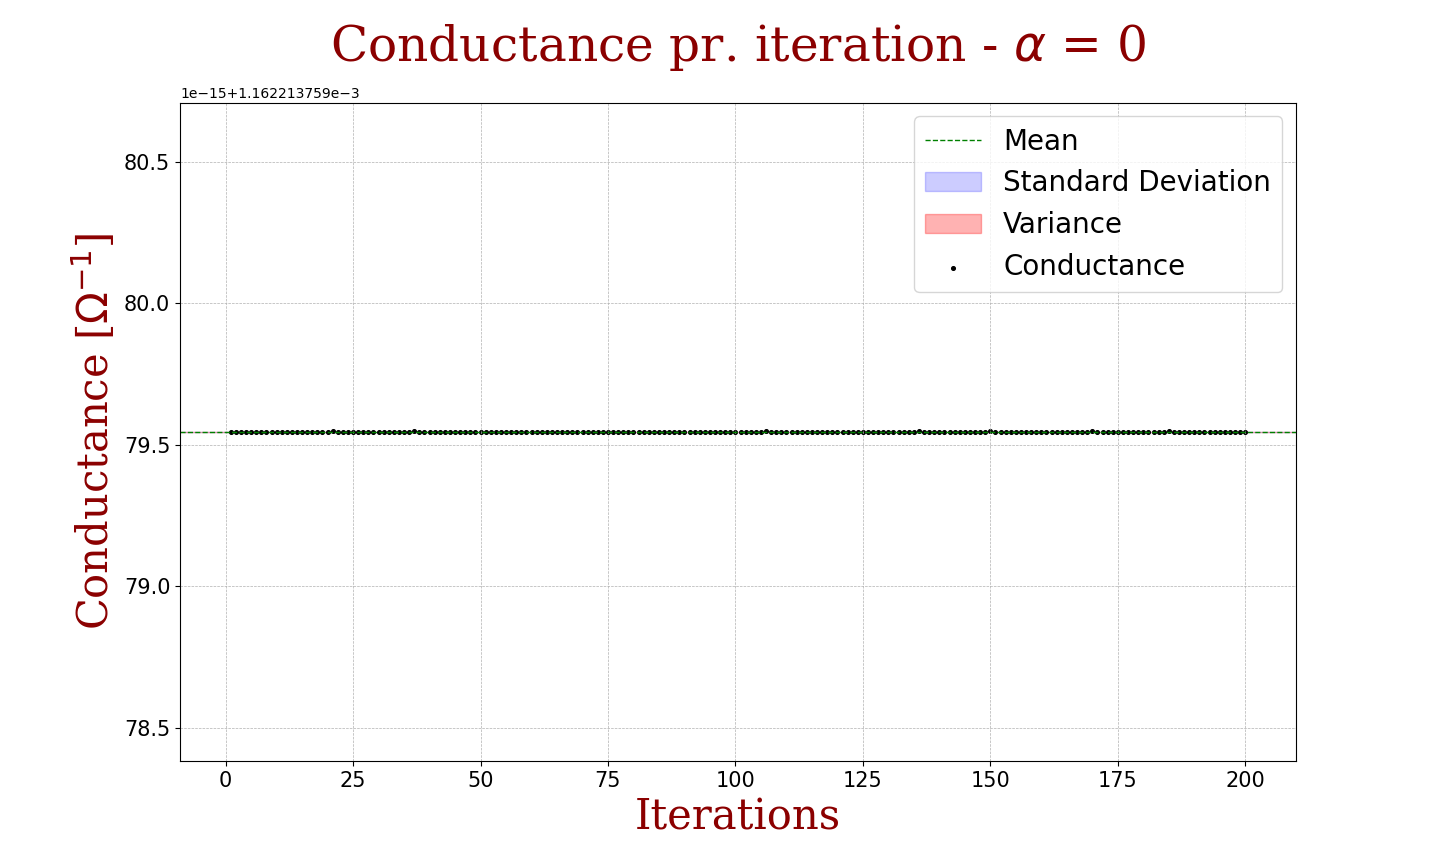 Conductance pr. iteration - α = 0
1e−15+1.162213759e−3
Mean
Standard Deviation
Variance
Conductance
80.5
80.0
79.5
79.0
78.5
Conductance [Ω⁻¹]
0 25 50 75 100 125 150 175 200
Iterations